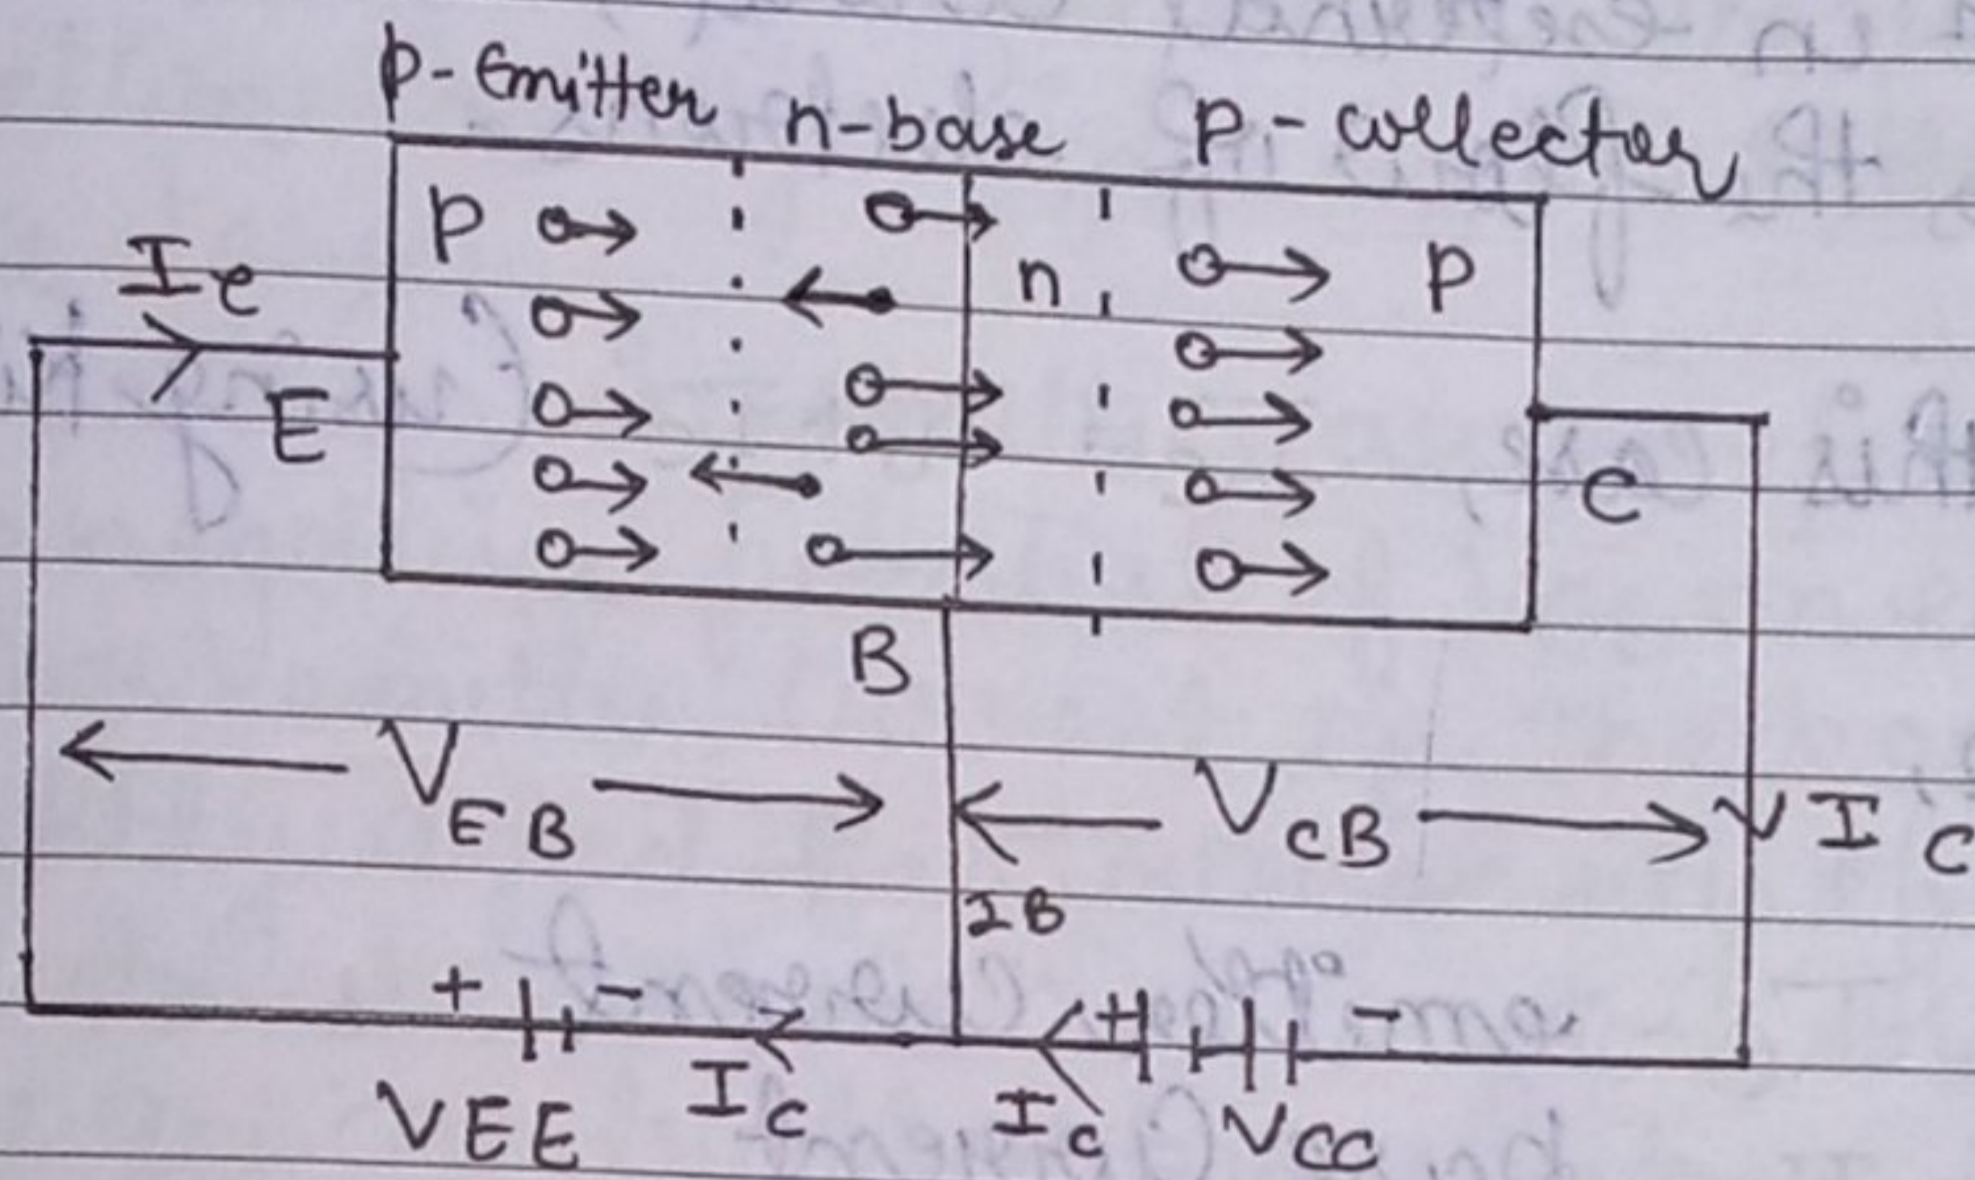 p-Emitter n-base P-collector
P n P
Ie
E
C
B
VEB VCB IC
IB
+ - + -
VEE Ic Ic VCC